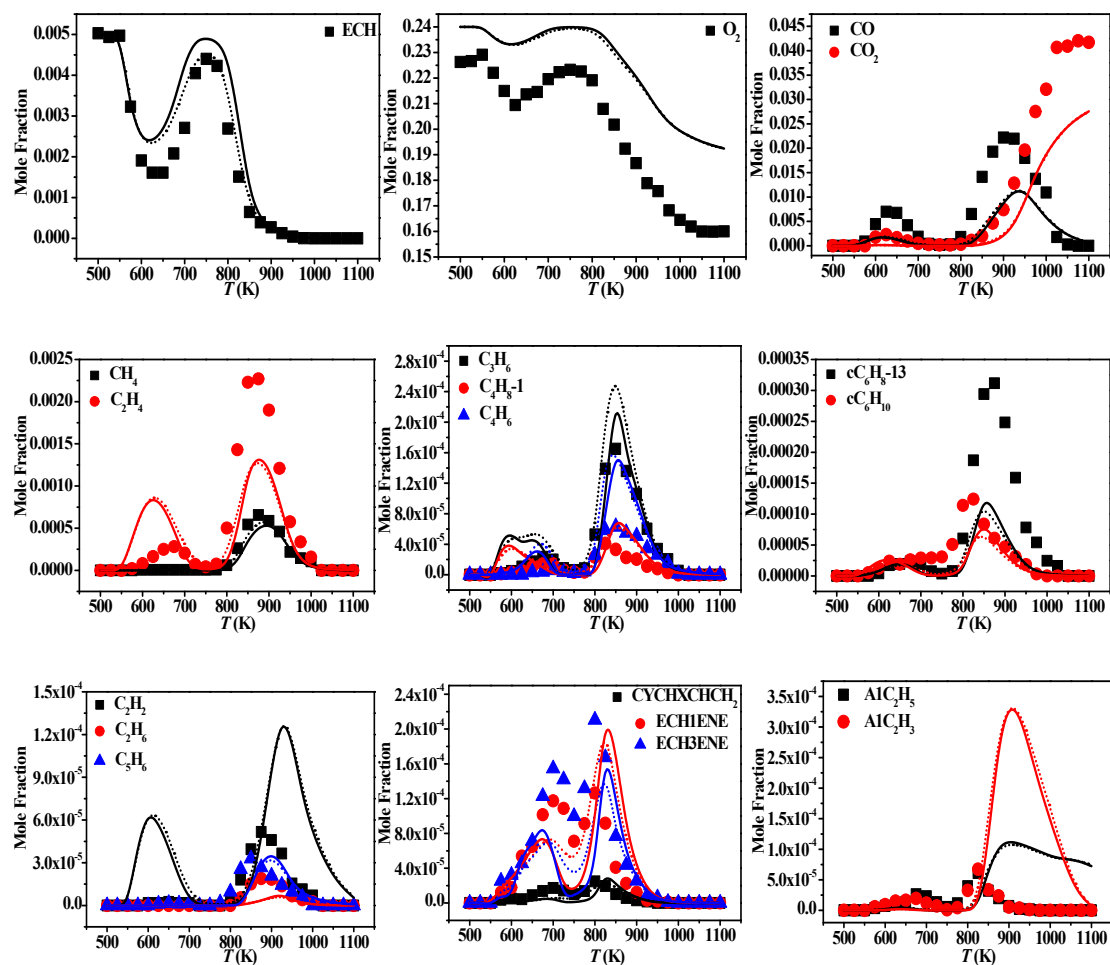 ECH
0.005
0.004
0.003
0.002
0.001
0.000
Mole Fraction
500 600 700 800 900 1000 1100
T (K)
O₂
0.24
0.23
0.22
0.21
0.20
0.19
0.18
0.17
0.16
Mole Fraction
500 600 700 800 900 1000 1100
T (K)
CO
CO₂
0.045
0.040
0.035
0.030
0.025
0.020
0.015
0.010
0.005
0.000
Mole Fraction
500 600 700 800 900 1000 1100
T (K)
CH₄
C₂H₄
0.0025
0.0020
0.0015
0.0010
0.0005
0.0000
Mole Fraction
500 600 700 800 900 1000 1100
T (K)
C₃H₆
C₄H₈-1
C₄H₆
2.8x10⁻⁴
2.4x10⁻⁴
2.0x10⁻⁴
1.6x10⁻⁴
1.2x10⁻⁴
8.0x10⁻⁵
4.0x10⁻⁵
0.0
Mole Fraction
500 600 700 800 900 1000 1100
T (K)
cC₆H₈-13
cC₆H₁₀
0.00035
0.00030
0.00025
0.00020
0.00015
0.00010
0.00005
0.00000
Mole Fraction
500 600 700 800 900 1000 1100
T (K)
C₂H₂
C₂H₆
C₅H₆
1.5x10⁻⁴
1.2x10⁻⁴
9.0x10⁻⁵
6.0x10⁻⁵
3.0x10⁻⁵
0.0
Mole Fraction
500 600 700 800 900 1000 1100
T (K)
CYCHXCHCH₂
ECH1ENE
ECH3ENE
2.4x10⁻⁴
2.0x10⁻⁴
1.6x10⁻⁴
1.2x10⁻⁴
8.0x10⁻⁵
4.0x10⁻⁵
0.0
Mole Fraction
500 600 700 800 900 1000 1100
T (K)
A1C₂H₅
A1C₂H₃
3.5x10⁻⁴
3.0x10⁻⁴
2.5x10⁻⁴
2.0x10⁻⁴
1.5x10⁻⁴
1.0x10⁻⁴
5.0x10⁻⁵
0.0
Mole Fraction
500 600 700 800 900 1000 1100
T (K)